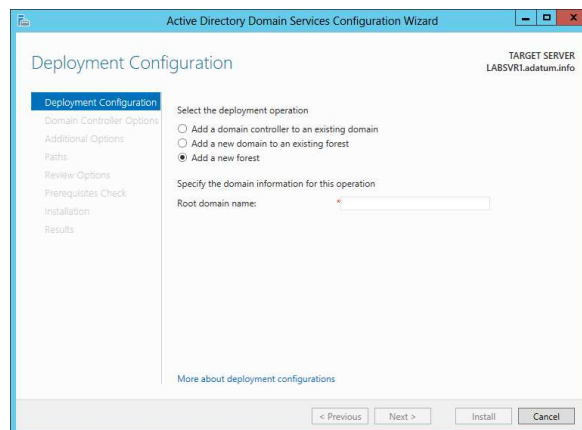 Active Directory Domain Services Configuration Wizard
Deployment Configuration
TARGET SERVER
LABSVR1.adatum.info
Deployment Configuration
Domain Controller Options
Additional Options
Paths
Review Options
Prerequisites Check
Installation
Results
Select the deployment operation
Add a domain controller to an existing domain
Add a new domain to an existing forest
Add a new forest
Specify the domain information for this operation
Root domain name: *
More about deployment configurations
< Previous Next > Install Cancel